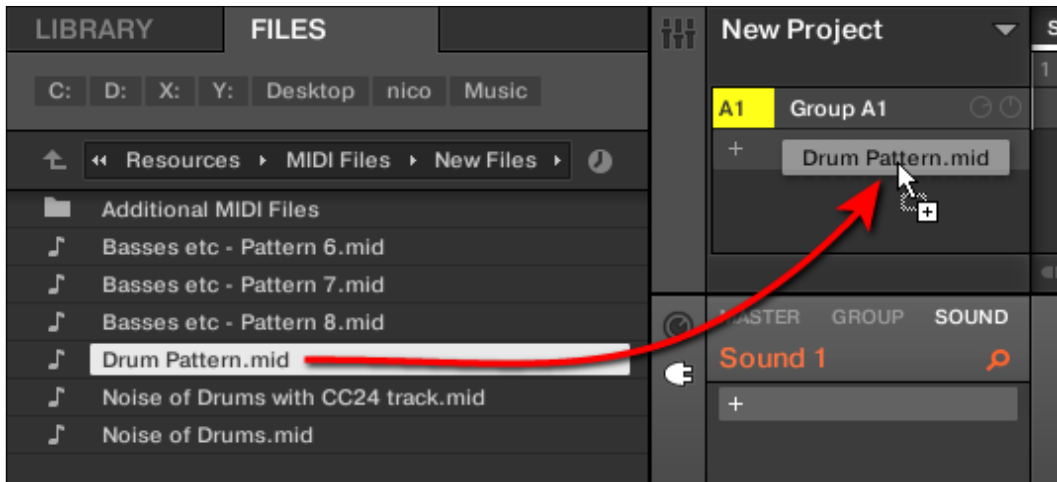 LIBRARY FILES
C: D: X: Y: Desktop nico Music
Resources MIDI Files New Files
Additional MIDI Files
Basses etc - Pattern 6.mid
Basses etc - Pattern 7.mid
Basses etc - Pattern 8.mid
Drum Pattern.mid
Noise of Drums with CC24 track.mid
Noise of Drums.mid
New Project
1
A1 Group A1
+ Drum Pattern.mid
MASTER GROUP SOUND
Sound 1
+